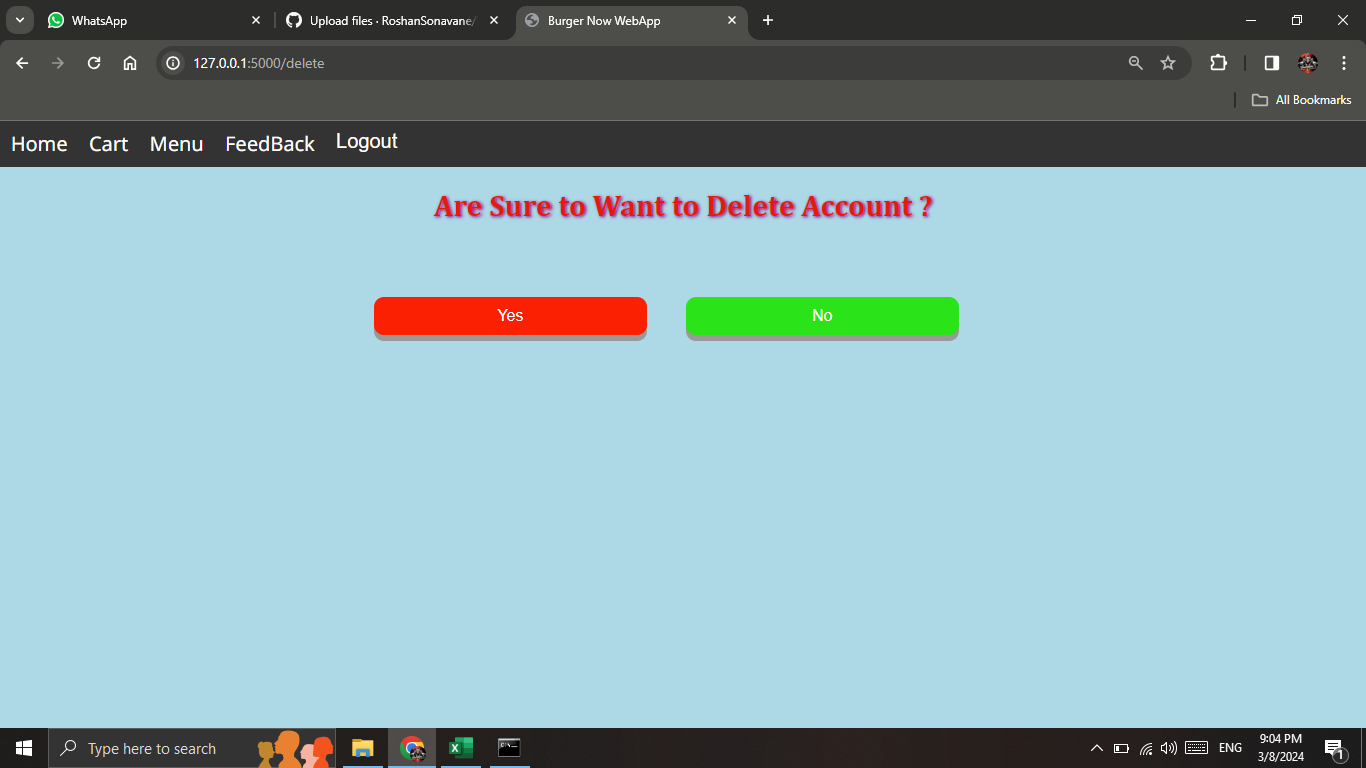 WhatsApp
Upload files · RoshanSonavane/
Burger Now WebApp
127.0.0.1:5000/delete
All Bookmarks
Home Cart Menu FeedBack Logout
Are Sure to Want to Delete Account ?
Yes No
Type here to search
ENG
9:04 PM
3/8/2024
1